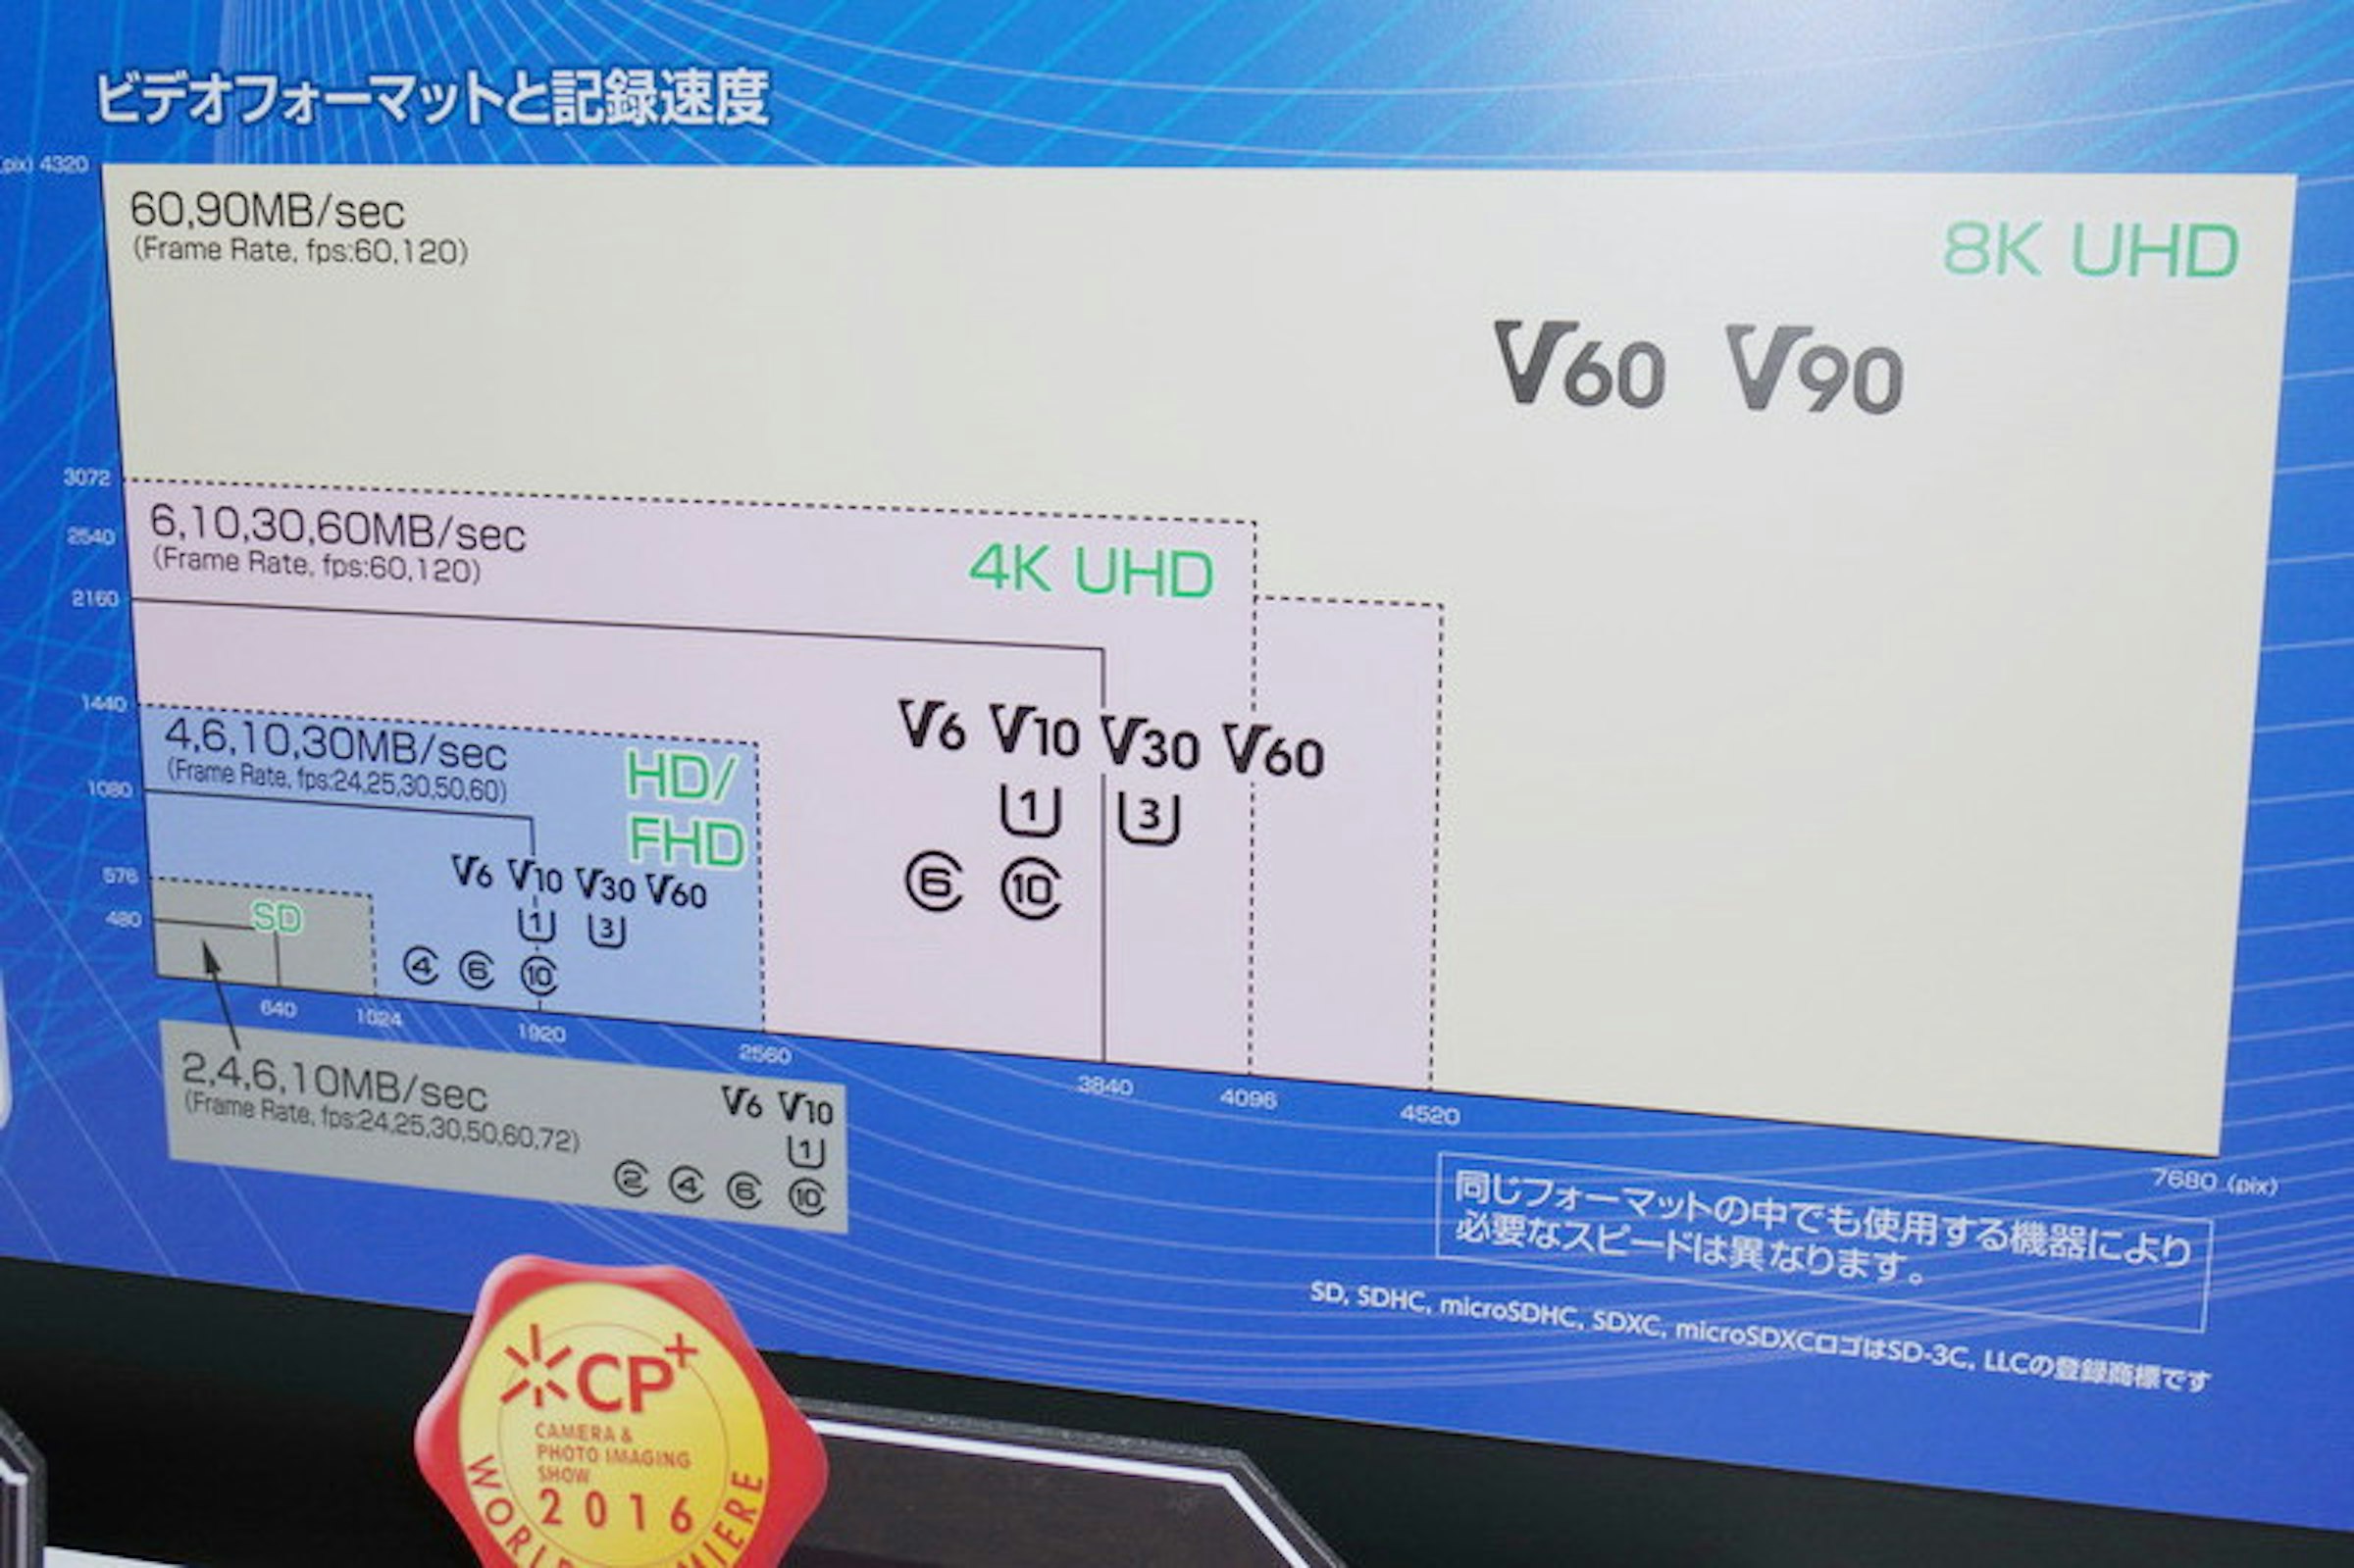 ビデオフォーマットと記録速度
(pix) 4320
60,90MB/sec
(Frame Rate, fps:60,120)
8K UHD
V60 V90
3072
6,10,30,60MB/sec
2540
(Frame Rate, fps:60,120)
4K UHD
2160
V6 V10 V30 V60
1 3
6 10
1440
4,6,10,30MB/sec
(Frame Rate, fps:24,25,30,50,60)
HD/
FHD
1080
V6 V10 V30 V60
1 3
4 6 10
576
SD
480
640 1024 1920 2560 3840 4096 4520 7680 (pix)
2,4,6,10MB/sec
(Frame Rate, fps:24,25,30,50,60,72)
V6 V10
1
2 4 6 10
同じフォーマットの中でも使用する機器により
必要なスピードは異なります。
SD, SDHC, microSDHC, SDXC, microSDXCロゴはSD-3C, LLCの登録商標です
CP+
CAMERA &
PHOTO IMAGING
SHOW
2016